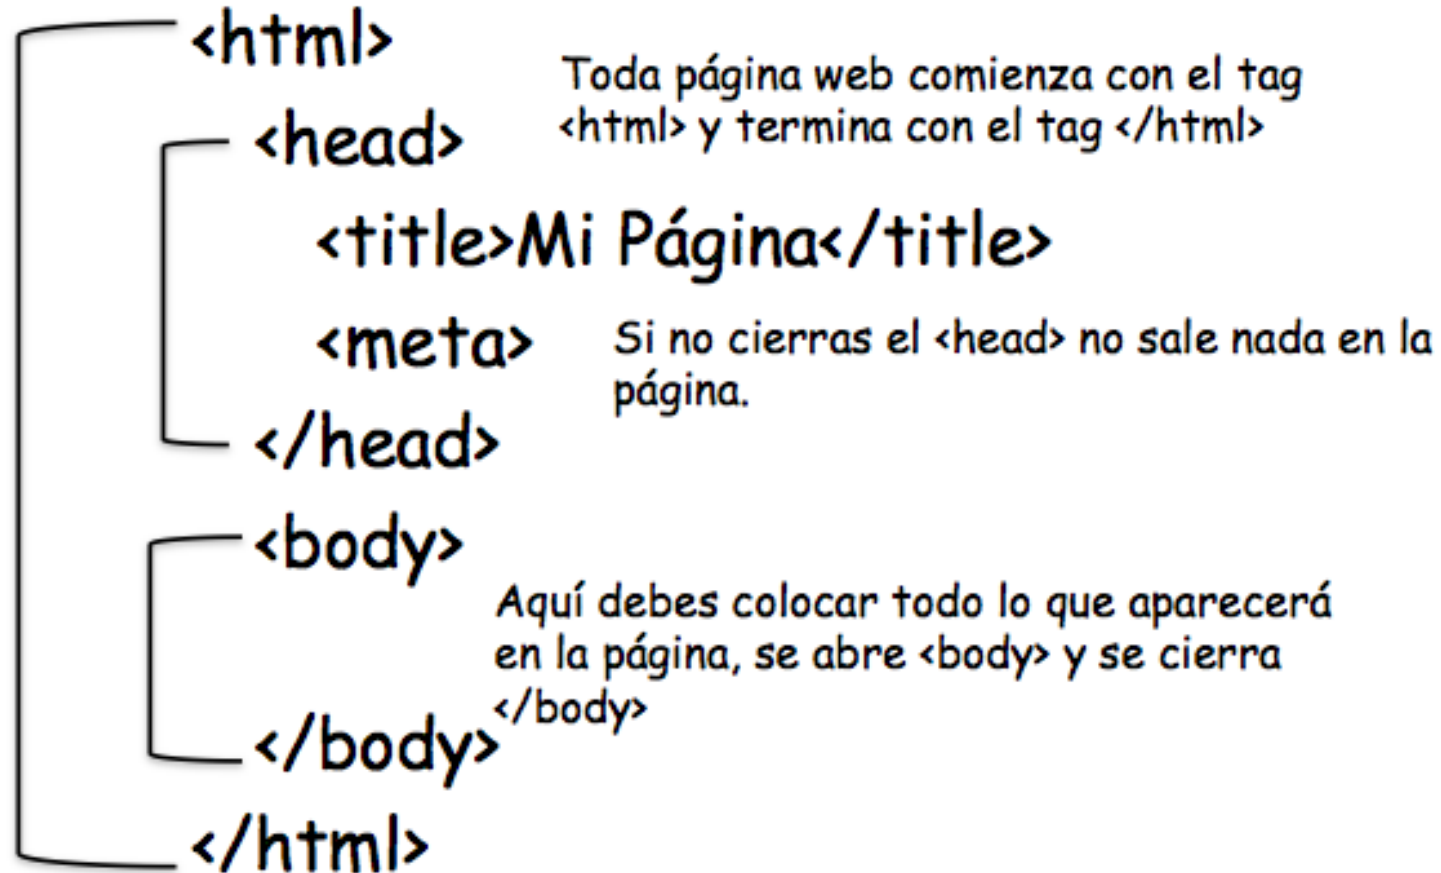 <html>
Toda página web comienza con el tag
<html> y termina con el tag </html>
<head>
<title>Mi Página</title>
<meta>
Si no cierras el <head> no sale nada en la
página.
</head>
<body>
Aquí debes colocar todo lo que aparecerá
en la página, se abre <body> y se cierra
</body>
</body>
</html>